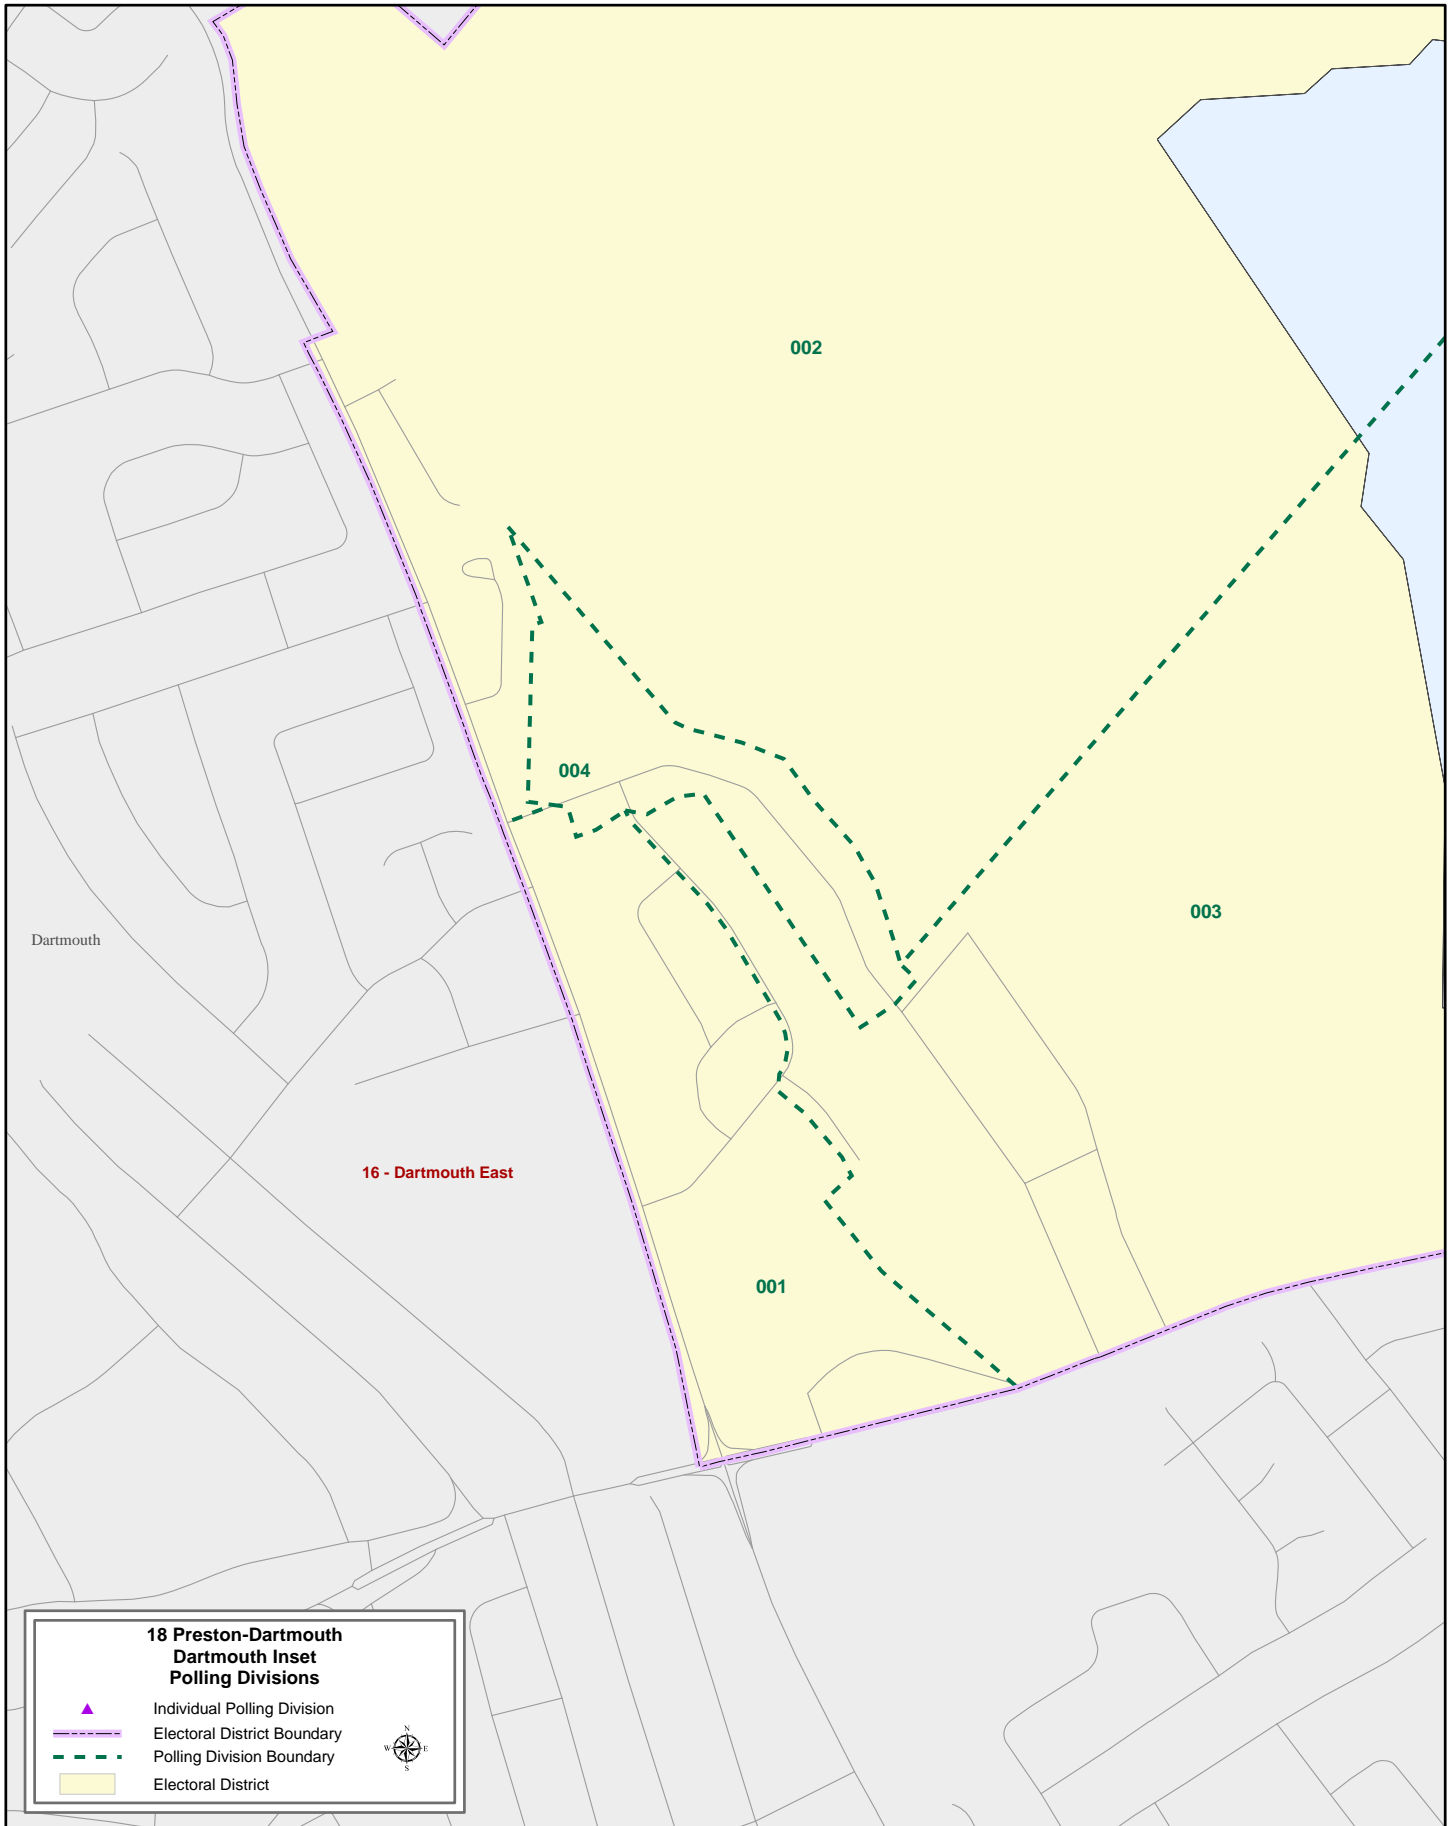 002
004
003
Dartmouth
16 - Dartmouth East
001
18 Preston-Dartmouth
Dartmouth Inset
Polling Divisions
Individual Polling Division
Electoral District Boundary
Polling Division Boundary
Electoral District
N
W E
S